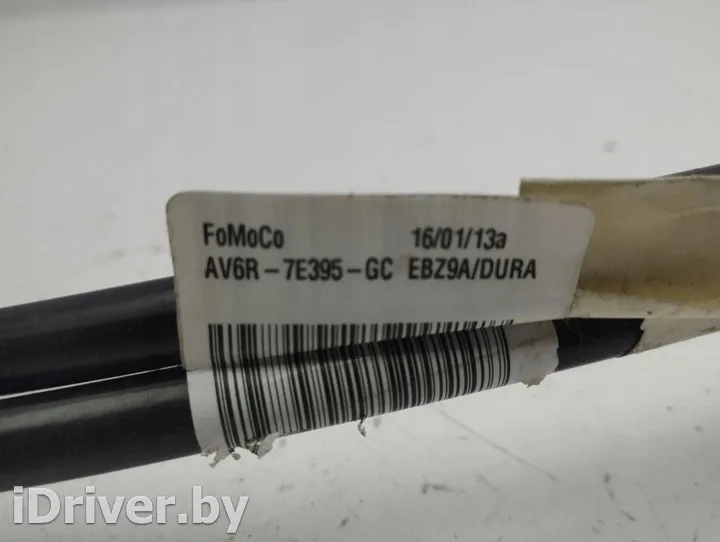 FoMoCo 16/01/13a
AV6R-7E395-GC EBZ9A/DURA
iDriver.by